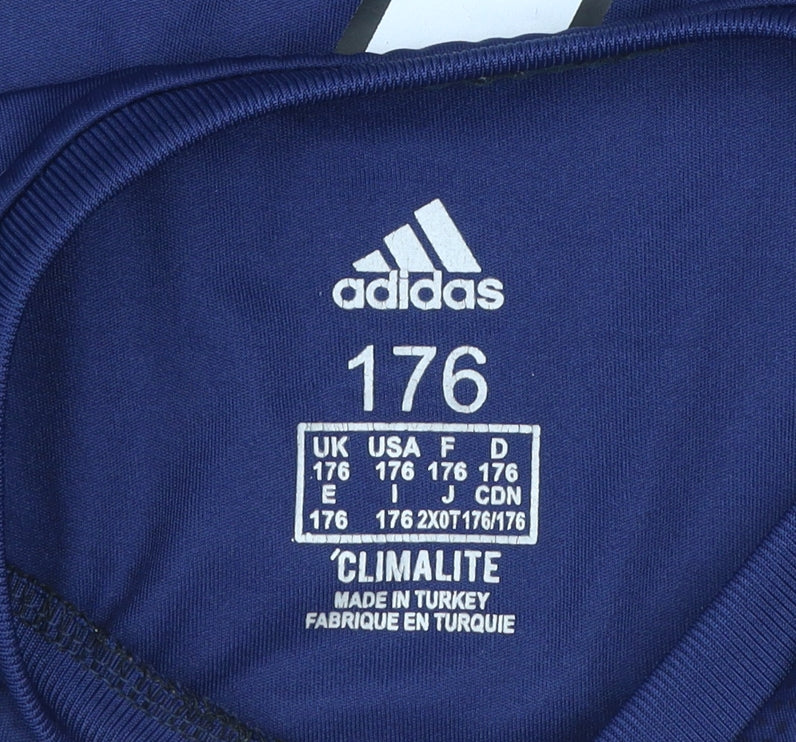 adidas
176
UK USA F D
176 176 176 176
E I J CDN
176 176 2X0T 176/176
'CLIMALITE
MADE IN TURKEY
FABRIQUE EN TURQUIE